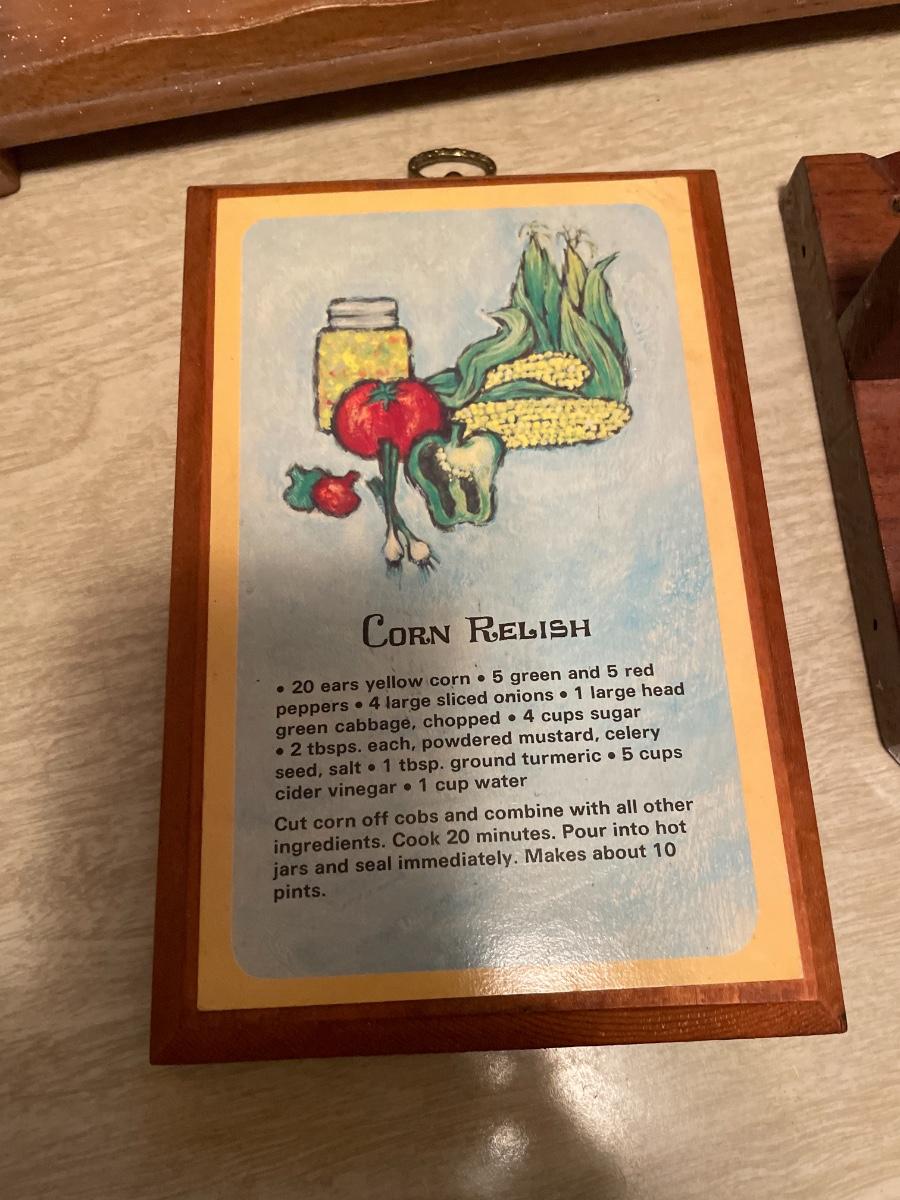 Corn Relish
• 20 ears yellow corn • 5 green and 5 red
peppers • 4 large sliced onions • 1 large head
green cabbage, chopped • 4 cups sugar
• 2 tbsps. each, powdered mustard, celery
seed, salt • 1 tbsp. ground turmeric • 5 cups
cider vinegar • 1 cup water
Cut corn off cobs and combine with all other
ingredients. Cook 20 minutes. Pour into hot
jars and seal immediately. Makes about 10
pints.